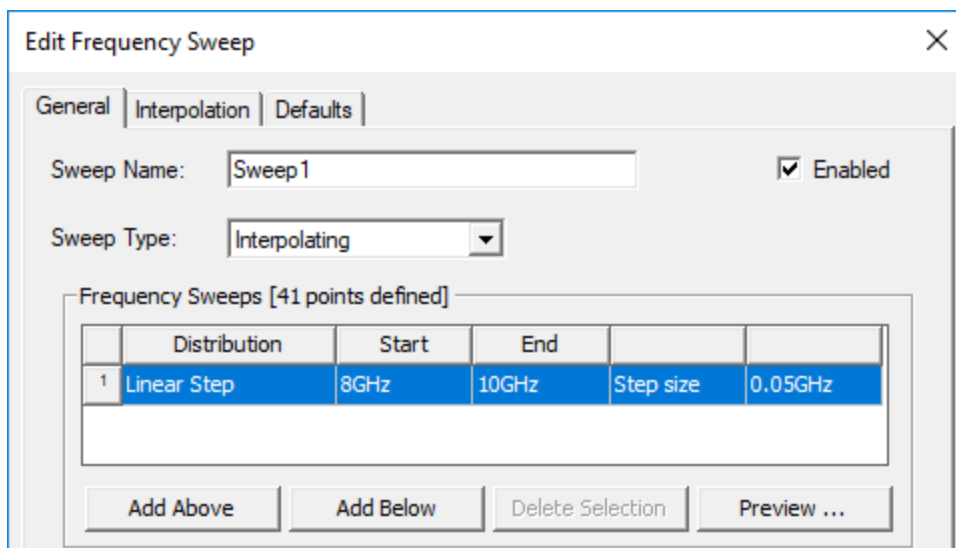 Edit Frequency Sweep
General Interpolation Defaults
Sweep Name: Sweep1 Enabled
Sweep Type: Interpolating
Frequency Sweeps [41 points defined]
Distribution Start End
1 Linear Step 8GHz 10GHz Step size 0.05GHz
Add Above Add Below Delete Selection Preview ...